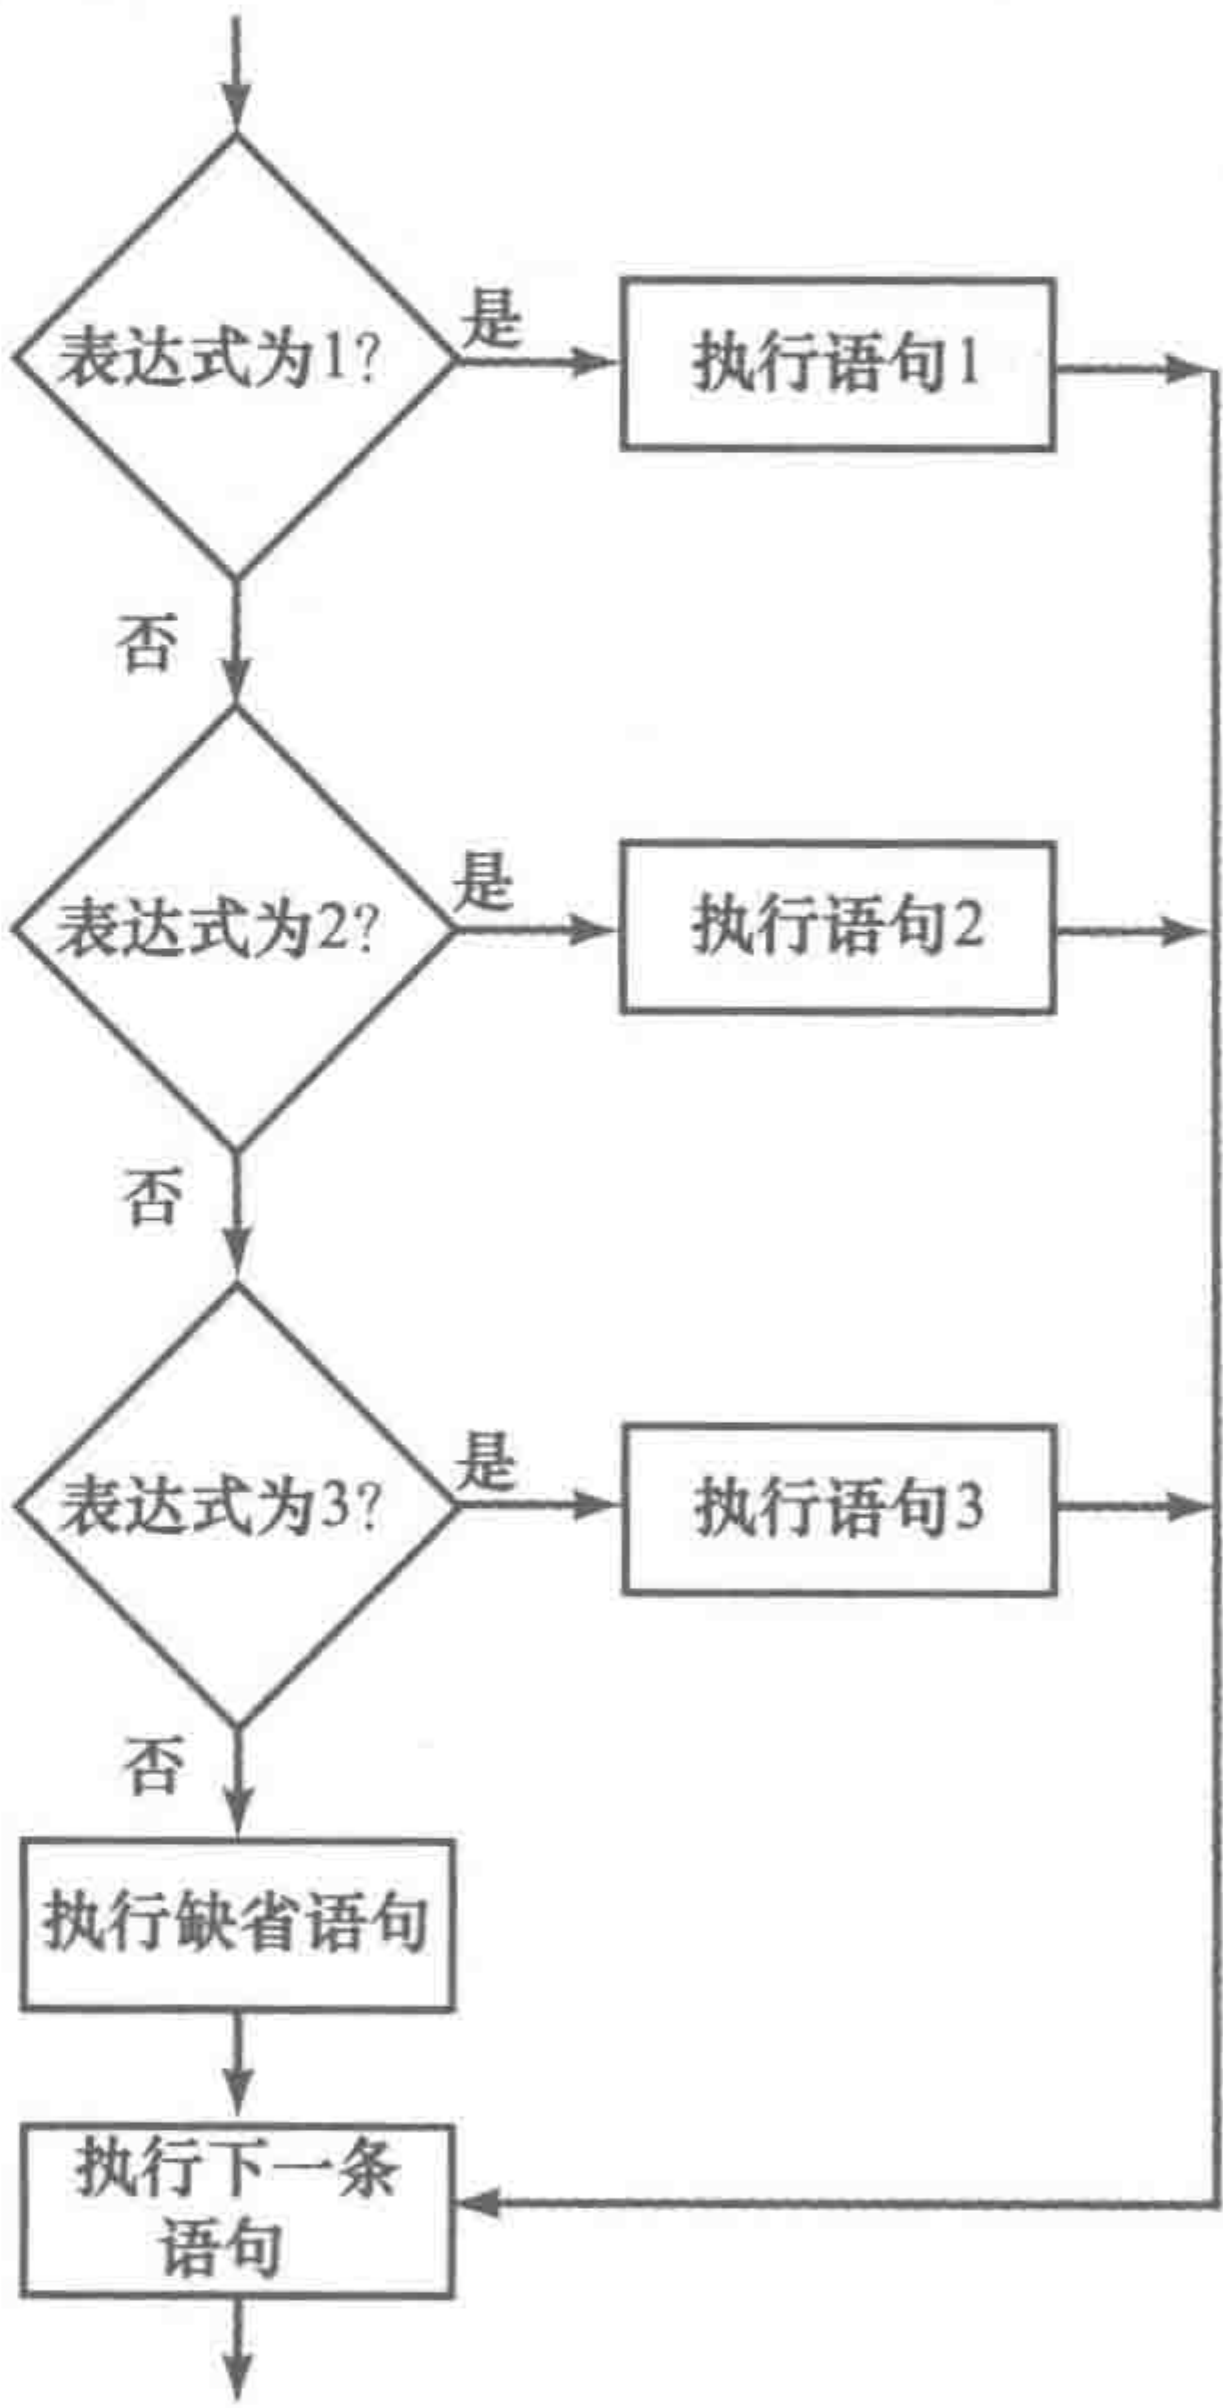 表达式为1?
是
执行语句1
否
表达式为2?
是
执行语句2
否
表达式为3?
是
执行语句3
否
执行缺省语句
执行下一条
语句